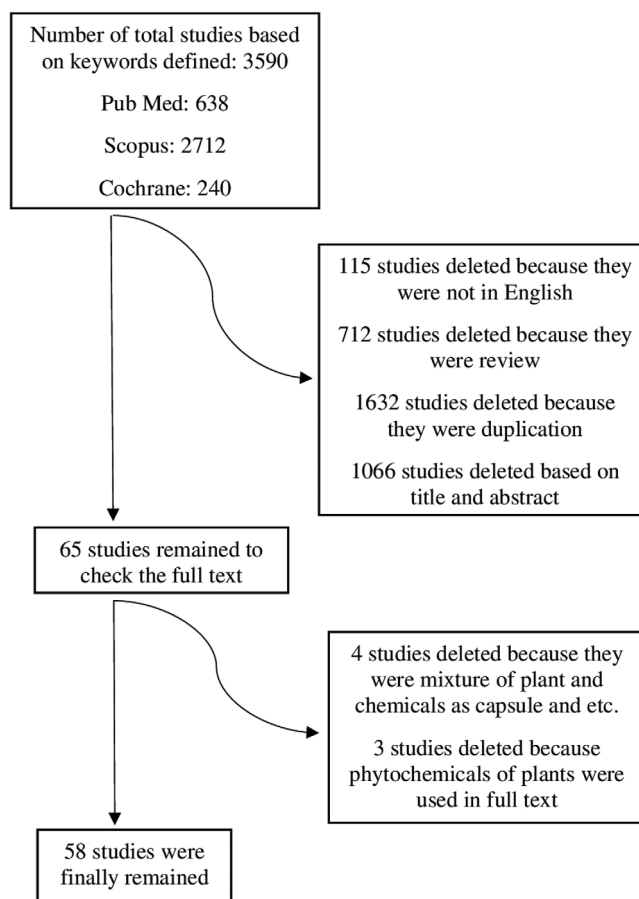 Number of total studies based
on keywords defined: 3590
Pub Med: 638
Scopus: 2712
Cochrane: 240
115 studies deleted because they
were not in English
712 studies deleted because they
were review
1632 studies deleted because
they were duplication
1066 studies deleted based on
title and abstract
65 studies remained to
check the full text
4 studies deleted because they
were mixture of plant and
chemicals as capsule and etc.
3 studies deleted because
phytochemicals of plants were
used in full text
58 studies were
finally remained